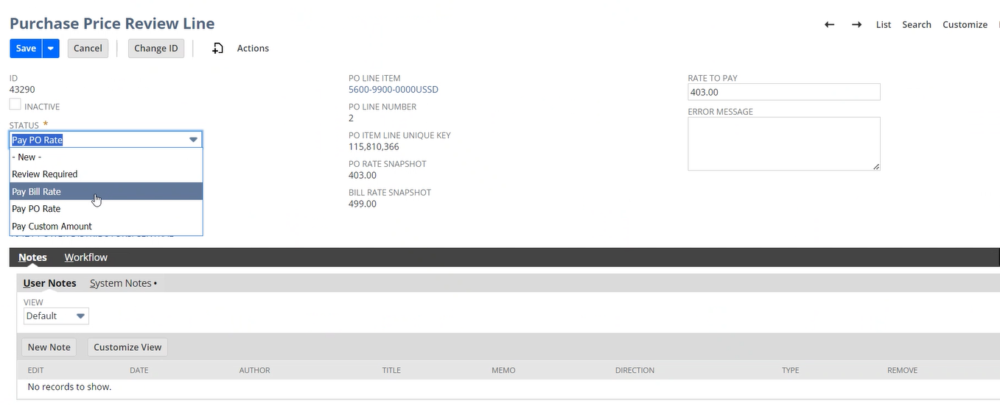 Purchase Price Review Line
List Search Customize
Save Cancel Change ID Actions
ID
43290
INACTIVE
STATUS *
Pay PO Rate
- New -
Review Required
Pay Bill Rate
Pay PO Rate
Pay Custom Amount
PO LINE ITEM
5600-9900-0000USSD
PO LINE NUMBER
2
PO ITEM LINE UNIQUE KEY
115,810,366
PO RATE SNAPSHOT
403.00
BILL RATE SNAPSHOT
499.00
RATE TO PAY
403.00
ERROR MESSAGE
Notes Workflow
User Notes System Notes •
VIEW
Default
New Note Customize View
EDIT DATE AUTHOR TITLE MEMO DIRECTION TYPE REMOVE
No records to show.